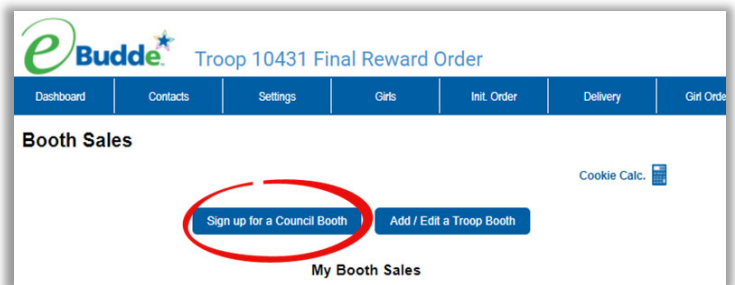 eBudde
Troop 10431 Final Reward Order
Dashboard Contacts Settings Girls Init. Order Delivery Girl Orde
Booth Sales
Cookie Calc.
Sign up for a Council Booth Add / Edit a Troop Booth
My Booth Sales